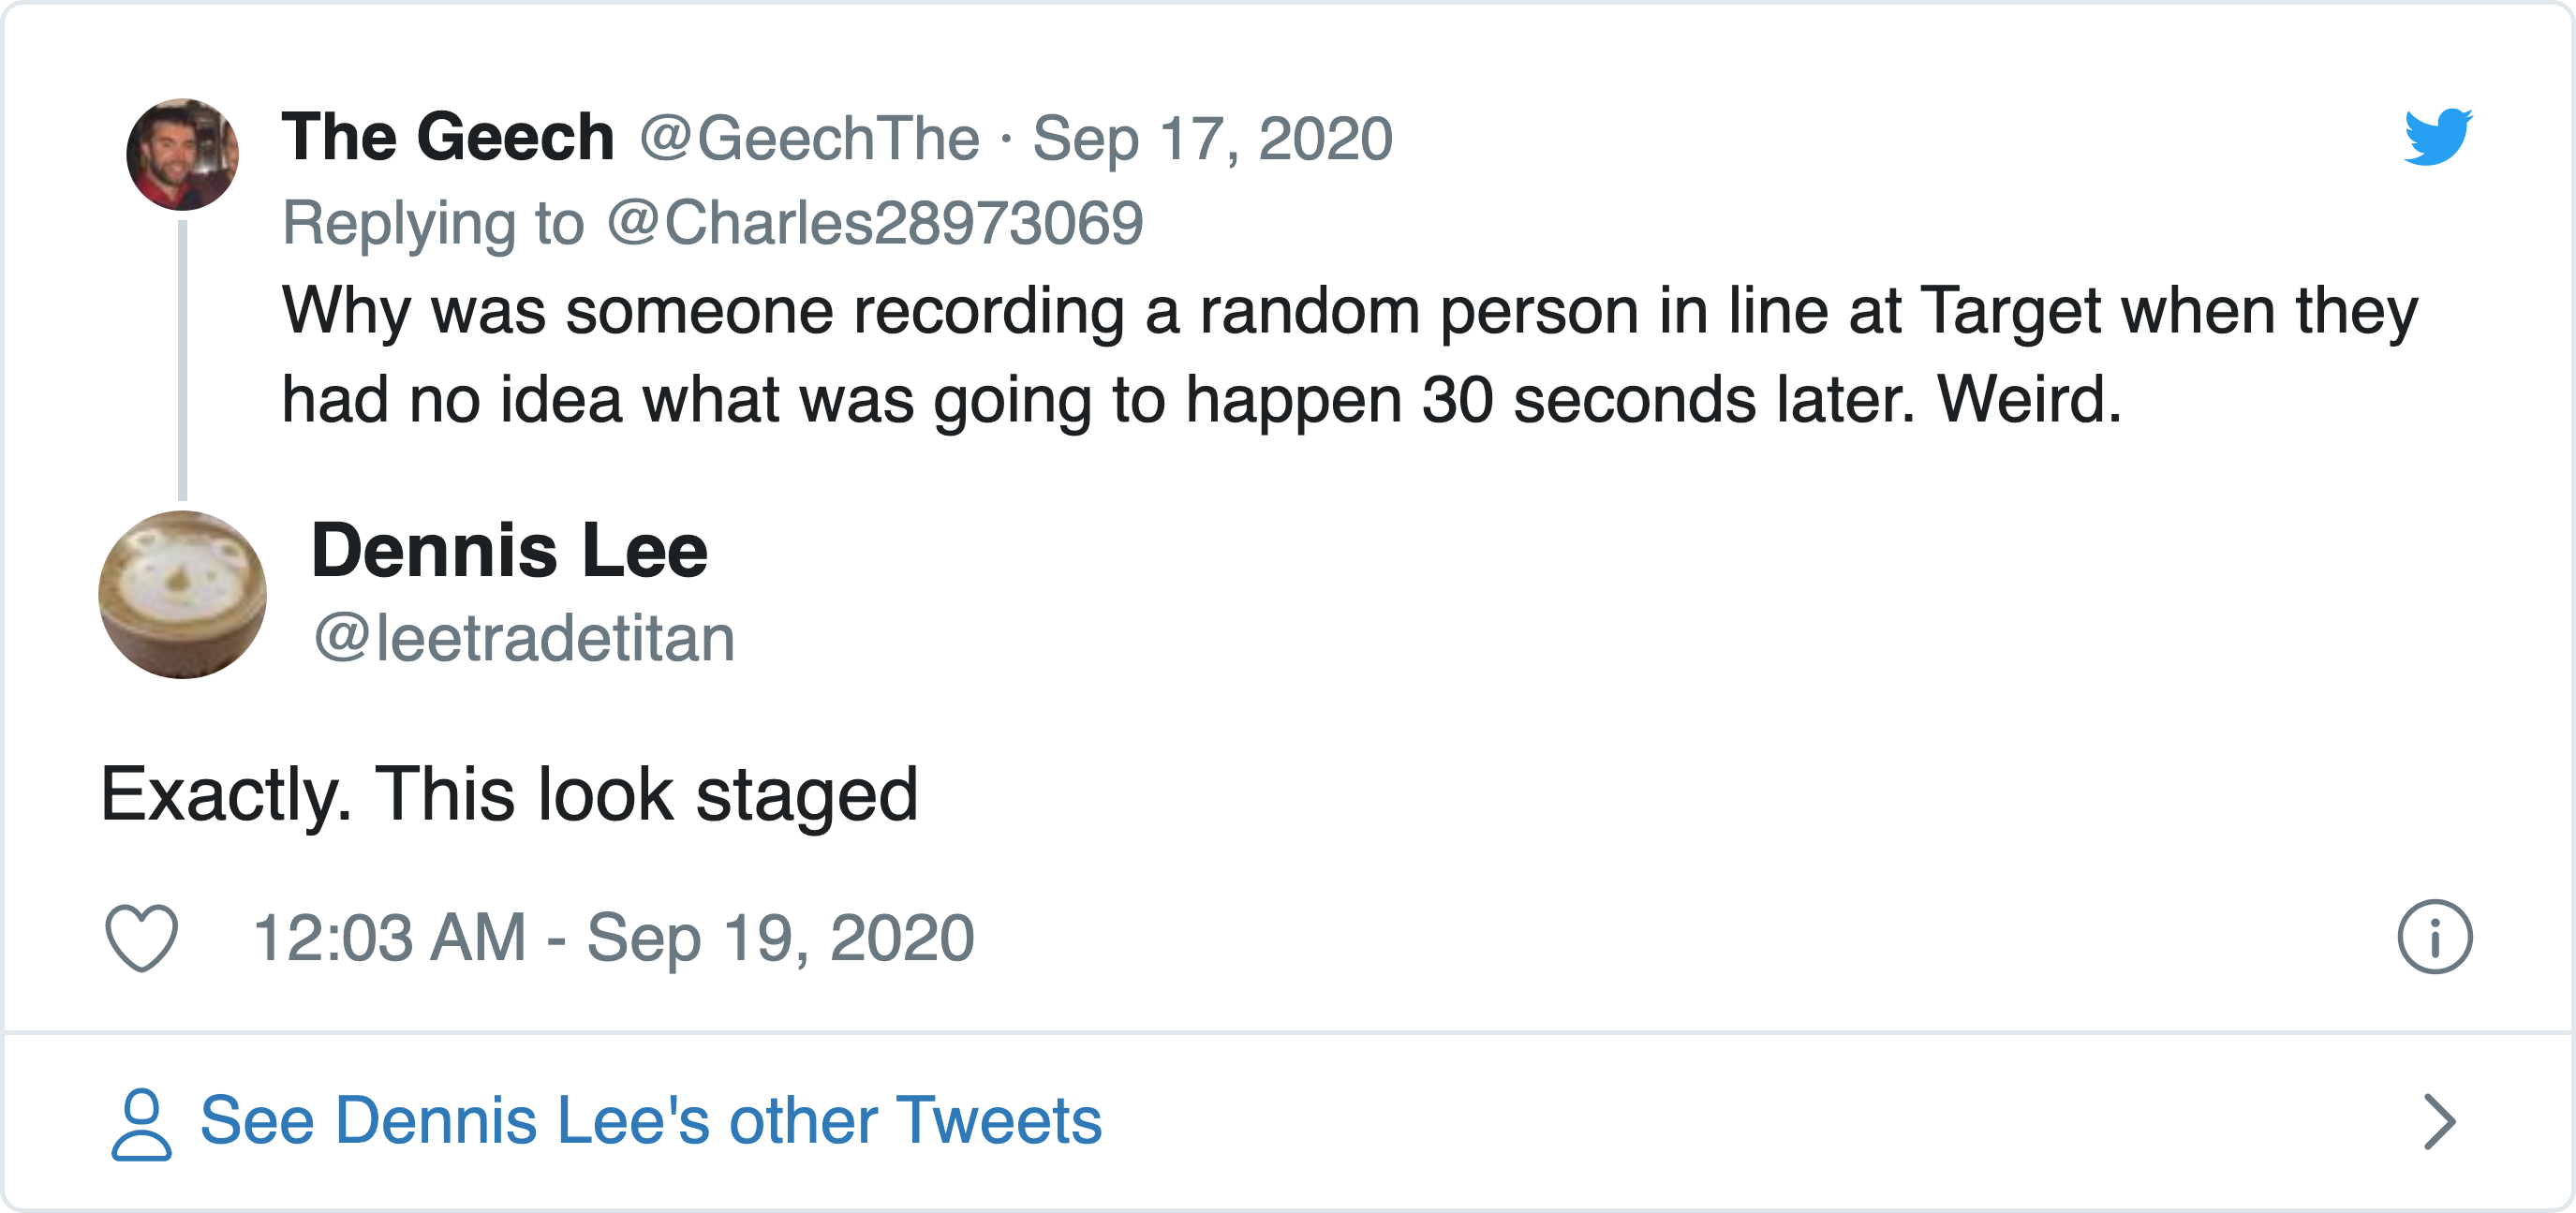 The Geech @GeechThe · Sep 17, 2020
Replying to @Charles28973069
Why was someone recording a random person in line at Target when they
had no idea what was going to happen 30 seconds later. Weird.
Dennis Lee
@leetradetitan
Exactly. This look staged
12:03 AM - Sep 19, 2020
See Dennis Lee's other Tweets